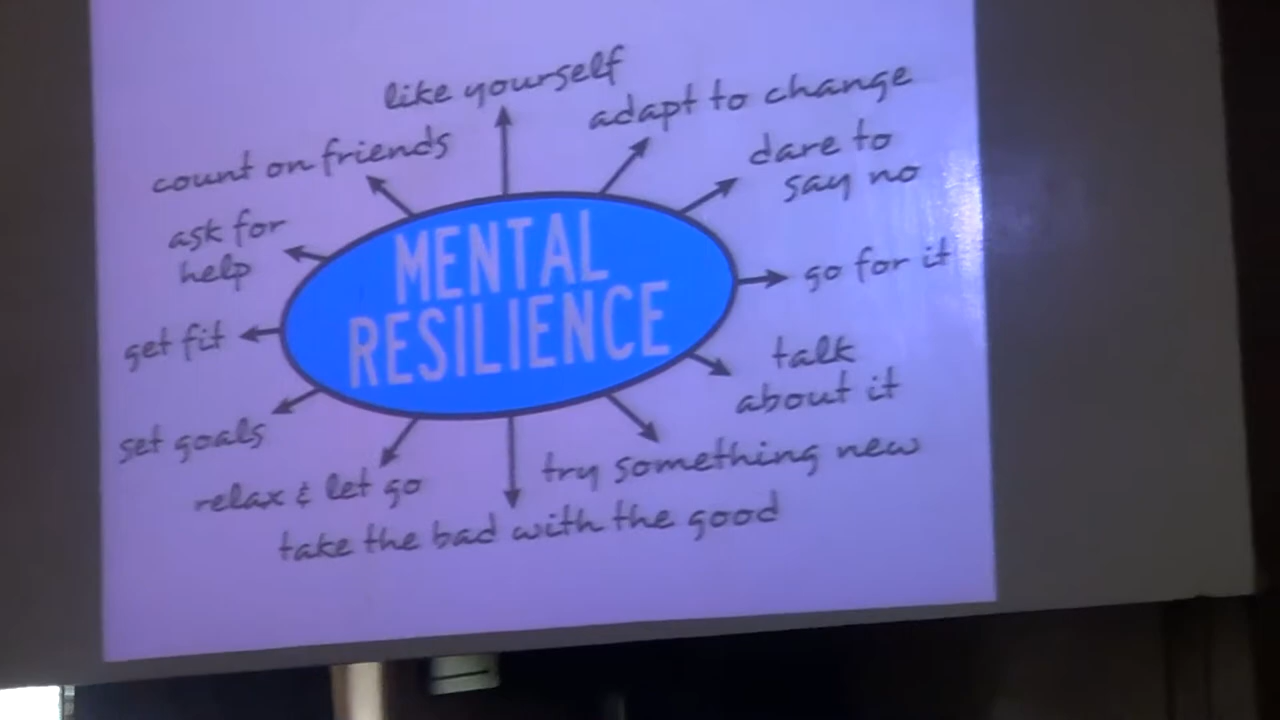 like yourself
adapt to change
count on friends
dare to
say no
ask for
help
MENTAL
RESILIENCE
go for it
get fit
talk
about it
set goals
try something new
relax & let go
take the bad with the good